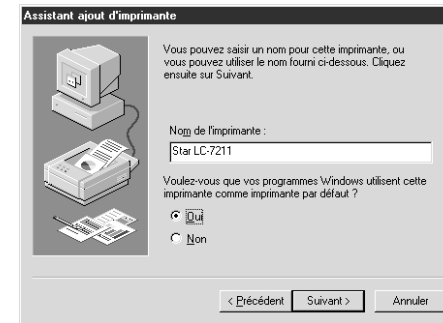 Assistant ajout d'imprimante
Vous pouvez saisir un nom pour cette imprimante, ou
vous pouvez utiliser le nom fourni ci-dessous. Cliquez
ensuite sur Suivant.
Nom de l'imprimante :
Star LC-7211
Voulez-vous que vos programmes Windows utilisent cette
imprimante comme imprimante par défaut ?
Oui
Non
< Précédent
Suivant >
Annuler